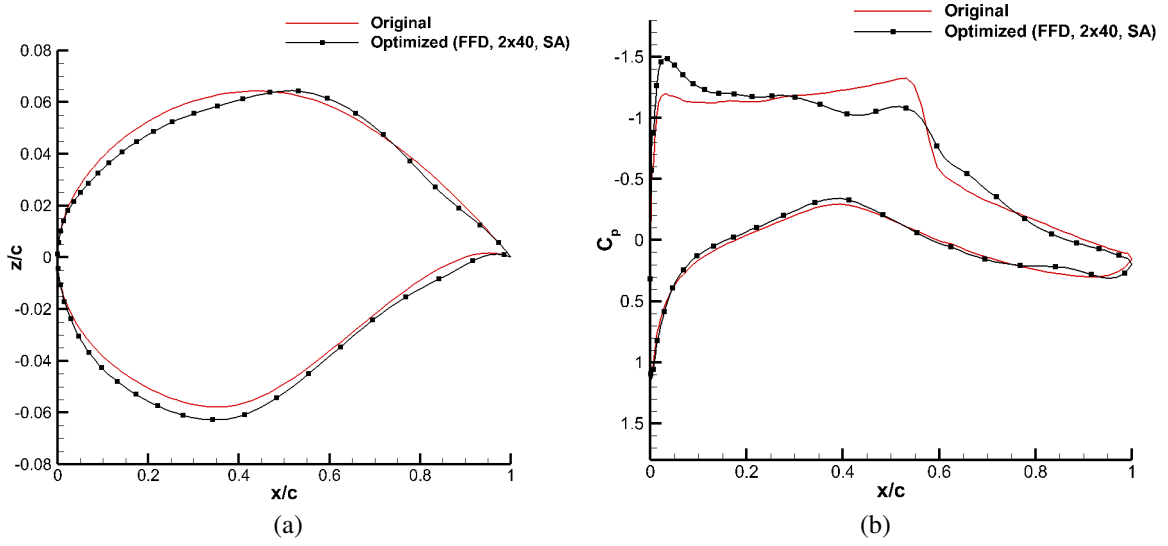 Original
Optimized (FFD, 2x40, SA)
0.08
0.06
0.04
0.02
0
-0.02
-0.04
-0.06
-0.08
z/c
0
0.2
0.4
0.6
0.8
1
x/c
(a)
Original
Optimized (FFD, 2x40, SA)
-1.5
-1
-0.5
0
0.5
1
1.5
Cp
0
0.2
0.4
0.6
0.8
1
x/c
(b)